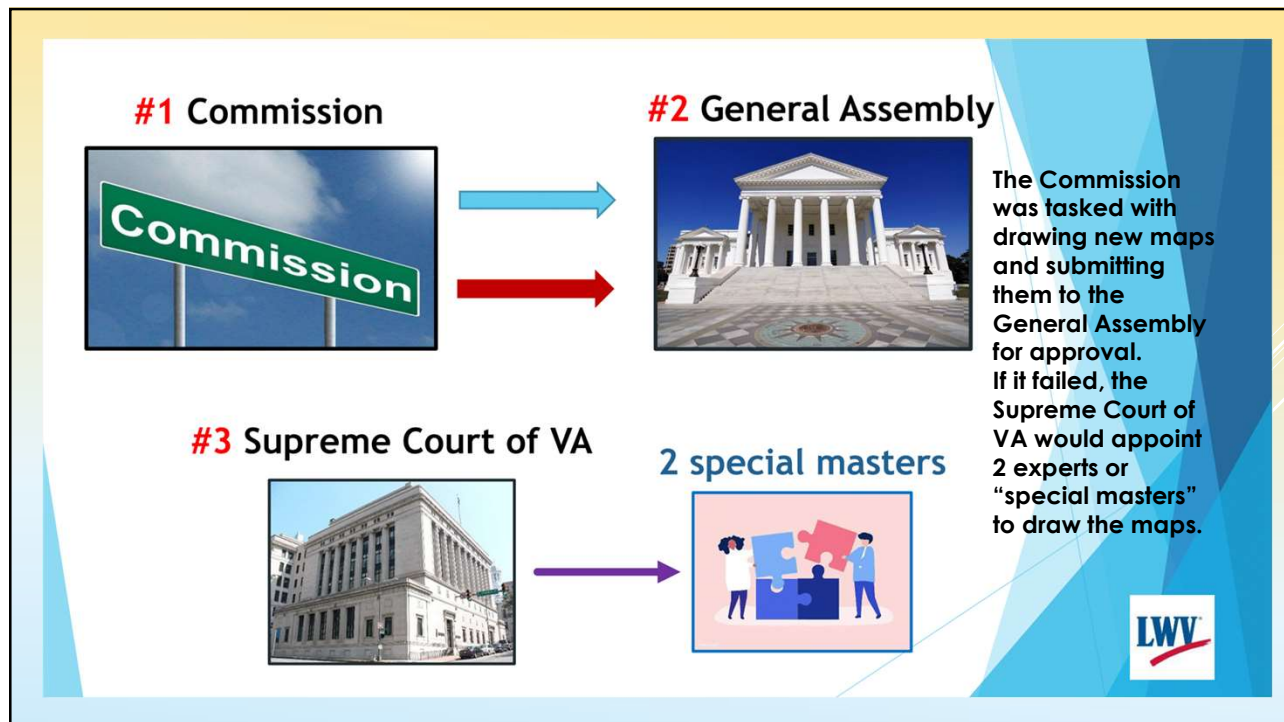 #1 Commission
Commission
#2 General Assembly
The Commission
was tasked with
drawing new maps
and submitting
them to the
General Assembly
for approval.
If it failed, the
Supreme Court of
VA would appoint
2 experts or
“special masters”
to draw the maps.
#3 Supreme Court of VA
2 special masters
LWV